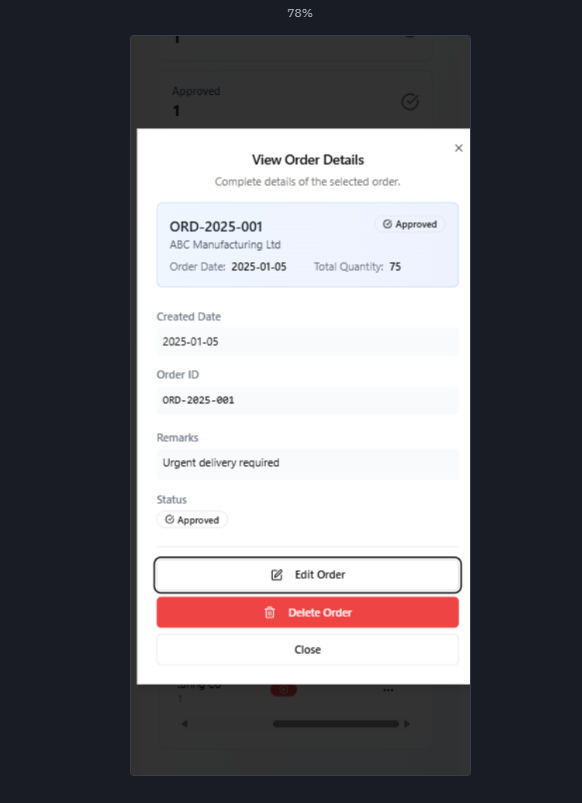 78%
1
Approved
1
View Order Details
Complete details of the selected order.
ORD-2025-001
Approved
ABC Manufacturing Ltd
Order Date: 2025-01-05 Total Quantity: 75
Created Date
2025-01-05
Order ID
ORD-2025-001
Remarks
Urgent delivery required
Status
Approved
Edit Order
Delete Order
Close
1